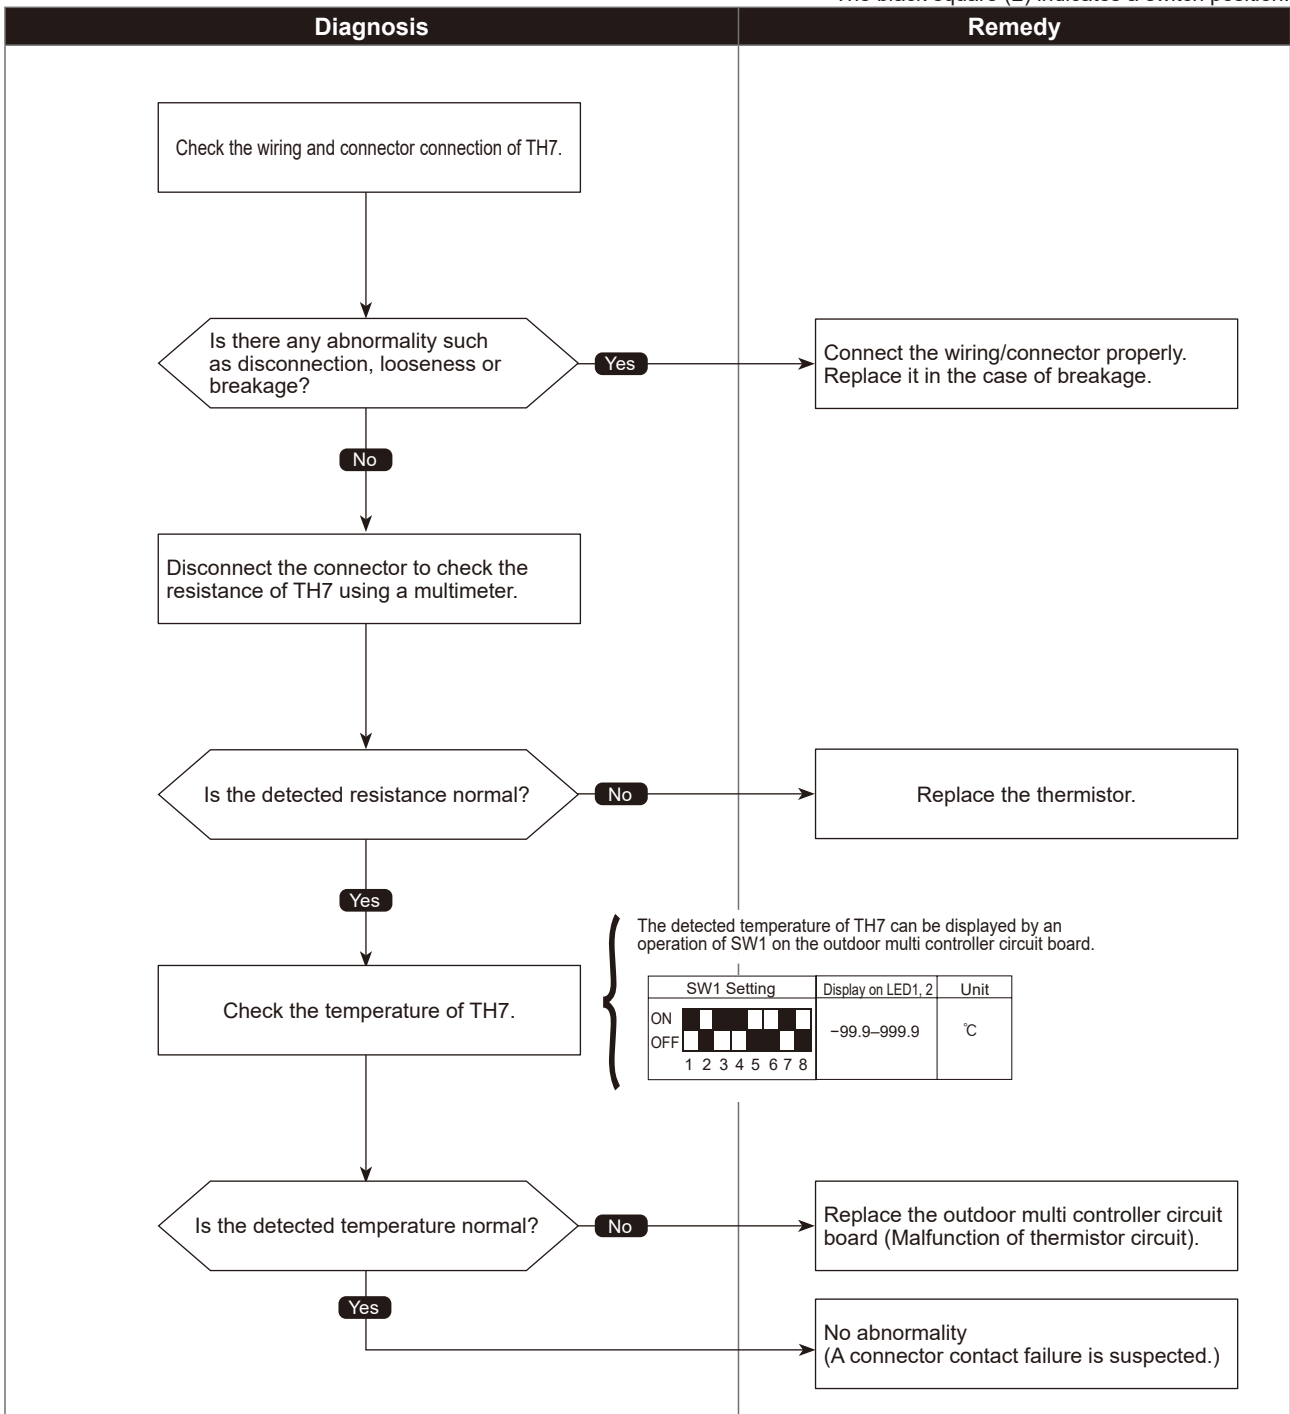 Diagnosis
Remedy
Check the wiring and connector connection of TH7.
Is there any abnormality such
as disconnection, looseness or
breakage?
Yes
Connect the wiring/connector properly.
Replace it in the case of breakage.
No
Disconnect the connector to check the
resistance of TH7 using a multimeter.
Is the detected resistance normal?
No
Replace the thermistor.
Yes
The detected temperature of TH7 can be displayed by an
operation of SW1 on the outdoor multi controller circuit board.
Check the temperature of TH7.
SW1 Setting
Display on LED1, 2
Unit
ON
OFF
1 2 3 4 5 6 7 8
−99.9–999.9
℃
Is the detected temperature normal?
No
Replace the outdoor multi controller circuit
board (Malfunction of thermistor circuit).
Yes
No abnormality
(A connector contact failure is suspected.)